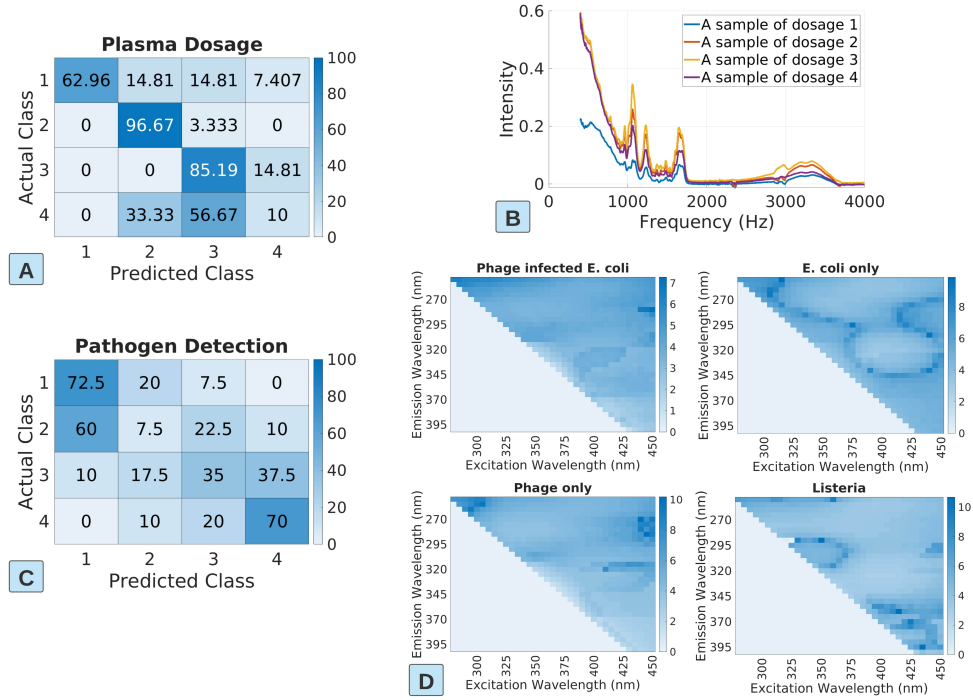 Plasma Dosage
Actual Class
1 62.96 14.81 14.81 7.407
2 0 96.67 3.333 0
3 0 0 85.19 14.81
4 0 33.33 56.67 10
1 2 3 4
Predicted Class
100
80
60
40
20
0
A
Intensity
0.6
0.4
0.2
0
A sample of dosage 1
A sample of dosage 2
A sample of dosage 3
A sample of dosage 4
0 1000 2000 3000 4000
Frequency (Hz)
B
Pathogen Detection
Actual Class
1 72.5 20 7.5 0
2 60 7.5 22.5 10
3 10 17.5 35 37.5
4 0 10 20 70
1 2 3 4
Predicted Class
100
80
60
40
20
0
C
Phage infected E. coli
Emission Wavelength (nm)
270
295
320
345
370
395
300 325 350 375 400 425 450
Excitation Wavelength (nm)
7
6
5
4
3
2
1
0
E. coli only
Emission Wavelength (nm)
270
295
320
345
370
395
300 325 350 375 400 425 450
Excitation Wavelength (nm)
8
6
4
2
0
Phage only
Emission Wavelength (nm)
270
295
320
345
370
395
300 325 350 375 400 425 450
Excitation Wavelength (nm)
10
8
6
4
2
0
Listeria
Emission Wavelength (nm)
270
295
320
345
365
395
300 325 350 375 400 425 450
Excitation Wavelength (nm)
10
8
6
4
2
0
D